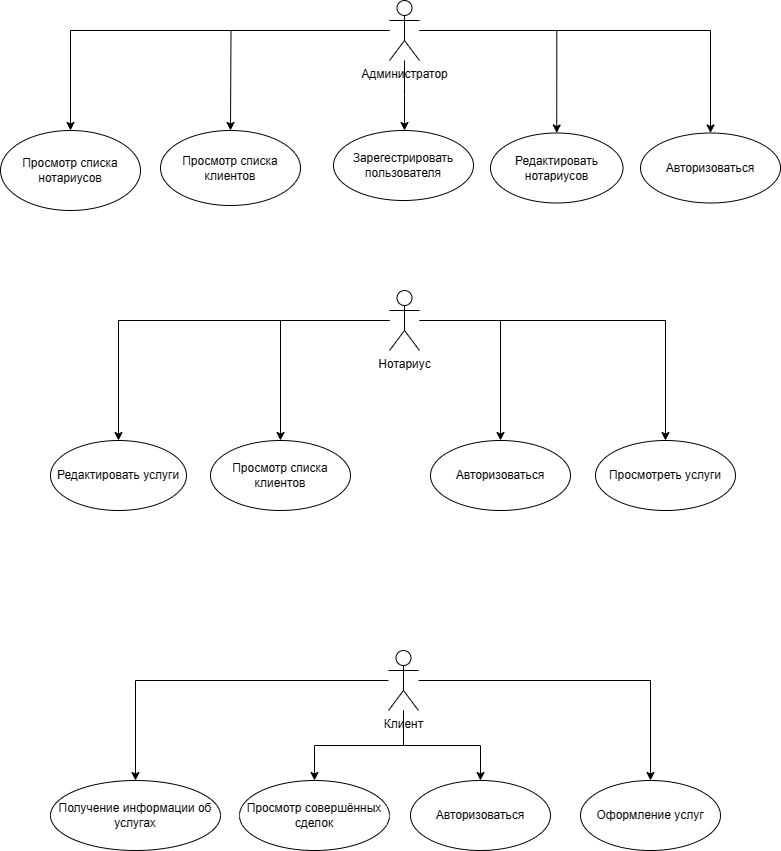 Администратор
Просмотр списка
нотариусов
Просмотр списка
клиентов
Зарегестрировать
пользователя
Редактировать
нотариусов
Авторизоваться
Нотариус
Редактировать услуги
Просмотр списка
клиентов
Авторизоваться
Просмотреть услуги
Клиент
Получение информации об
услугах
Просмотр совершённых
сделок
Авторизоваться
Оформление услуг